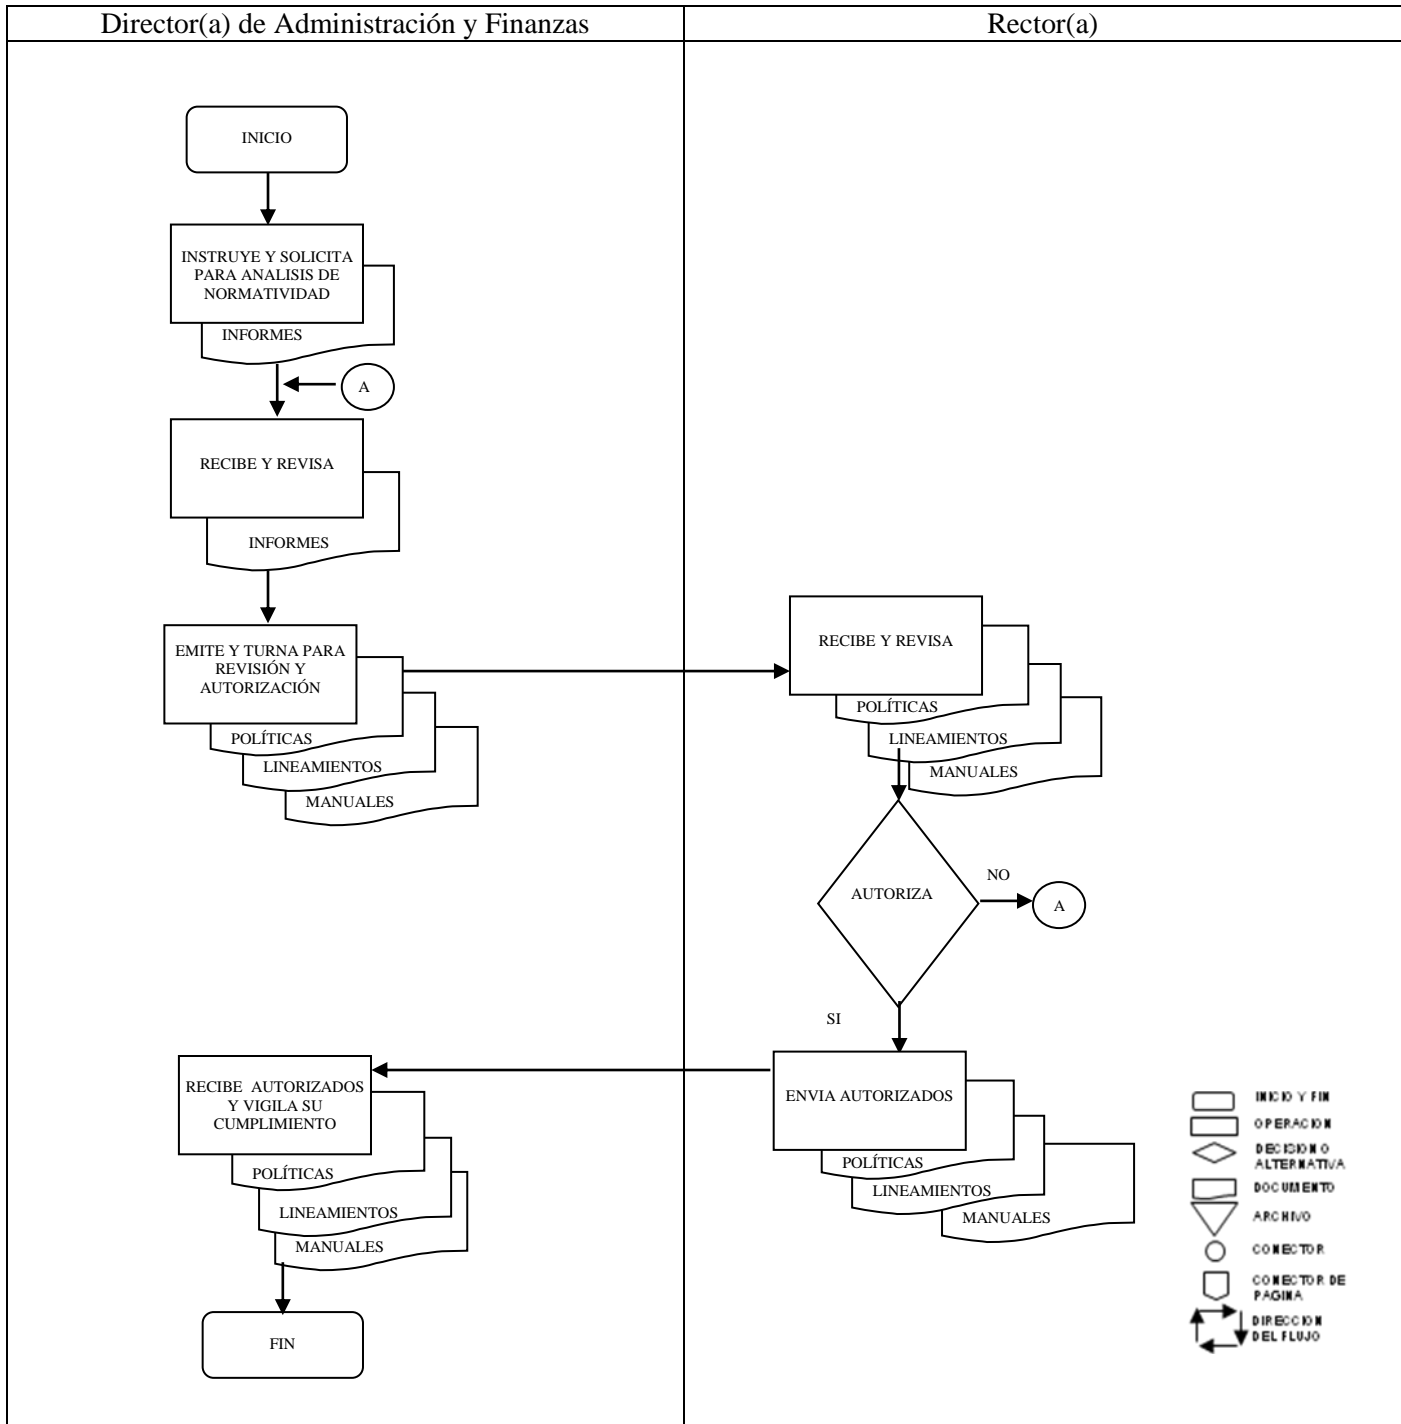 Director(a) de Administración y Finanzas
Rector(a)
INICIO
INSTRUYE Y SOLICITA
PARA ANALISIS DE
NORMATIVIDAD
INFORMES
A
RECIBE Y REVISA
INFORMES
EMITE Y TURNA PARA
REVISIÓN Y
AUTORIZACIÓN
POLÍTICAS
LINEAMIENTOS
MANUALES
RECIBE Y REVISA
POLÍTICAS
LINEAMIENTOS
MANUALES
AUTORIZA
NO
A
SI
ENVIA AUTORIZADOS
POLÍTICAS
LINEAMIENTOS
MANUALES
RECIBE AUTORIZADOS
Y VIGILA SU
CUMPLIMIENTO
POLÍTICAS
LINEAMIENTOS
MANUALES
FIN
INICIO Y FIN
OPERACION
DECISION O
ALTERNATIVA
DOCUMENTO
ARCHIVO
CONECTOR
CONECTOR DE
PAGINA
DIRECCION
DEL FLUJO